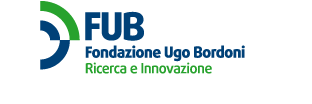 FUB
Fondazione Ugo Bordoni
Ricerca e Innovazione